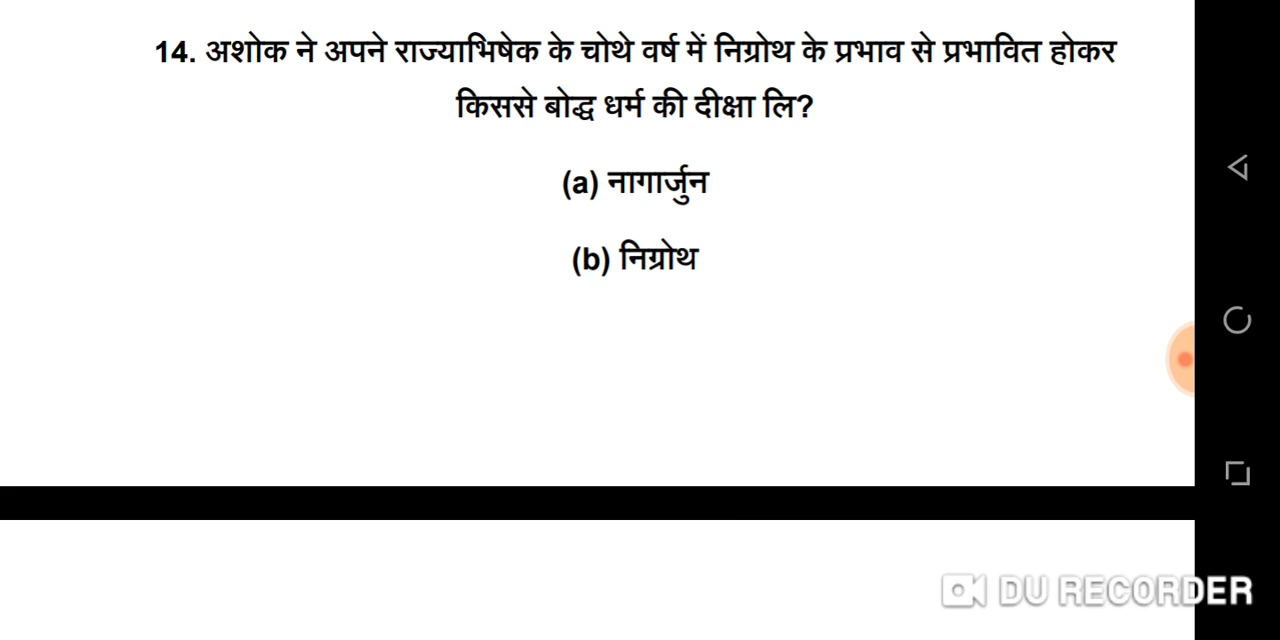 14. अशोक ने अपने राज्याभिषेक के चोथे वर्ष में निग्रोथ के प्रभाव से प्रभावित होकर
किससे बोद्ध धर्म की दीक्षा लि?
(a) नागार्जुन
(b) निग्रोथ
DU RECORDER